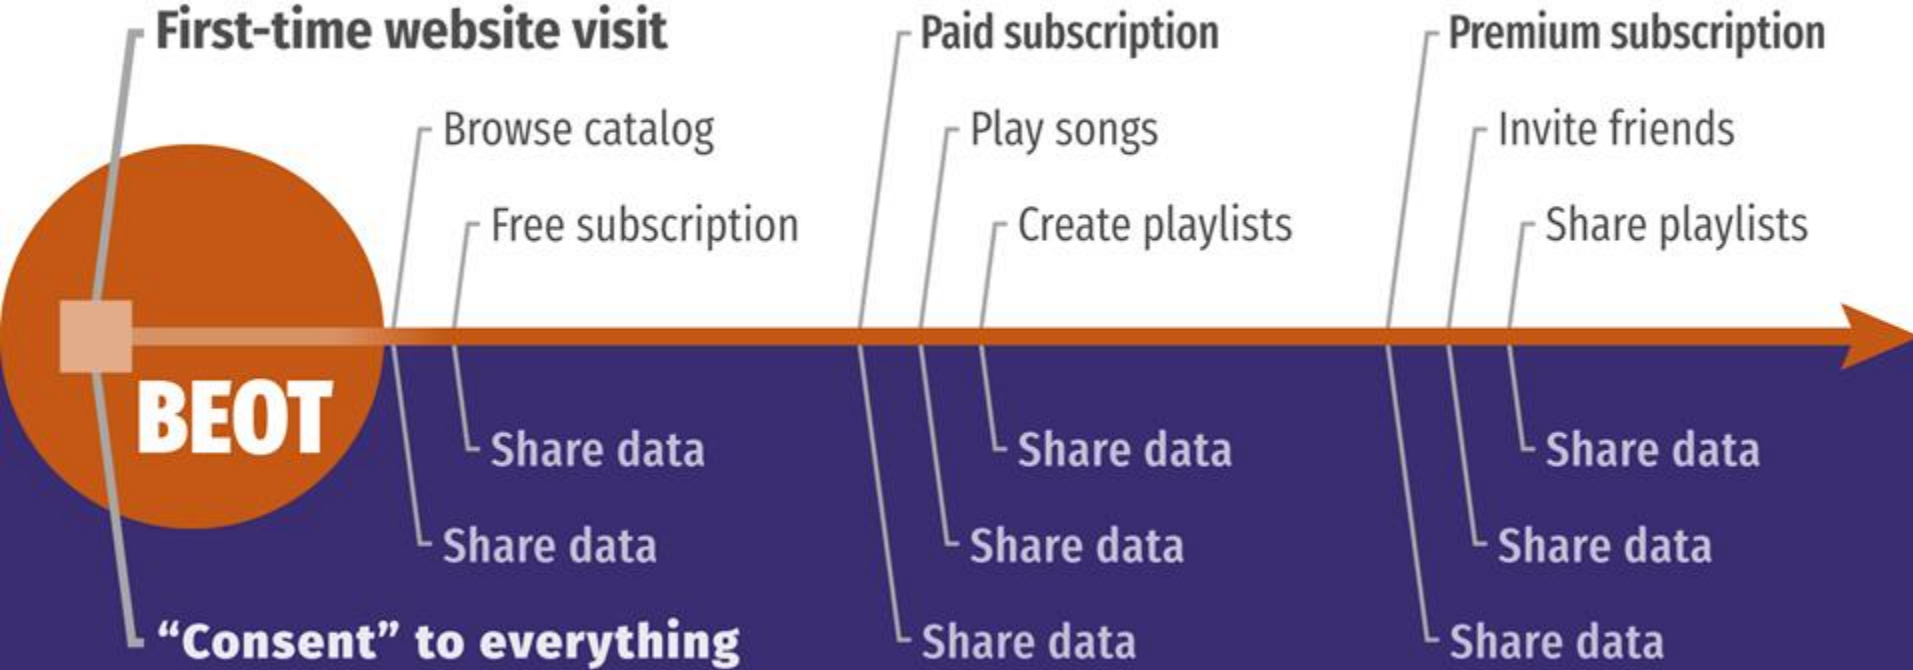 First-time website visit
Paid subscription
Premium subscription
Browse catalog
Play songs
Invite friends
Free subscription
Create playlists
Share playlists
BEOT
Share data
Share data
Share data
Share data
Share data
Share data
“Consent” to everything
Share data
Share data